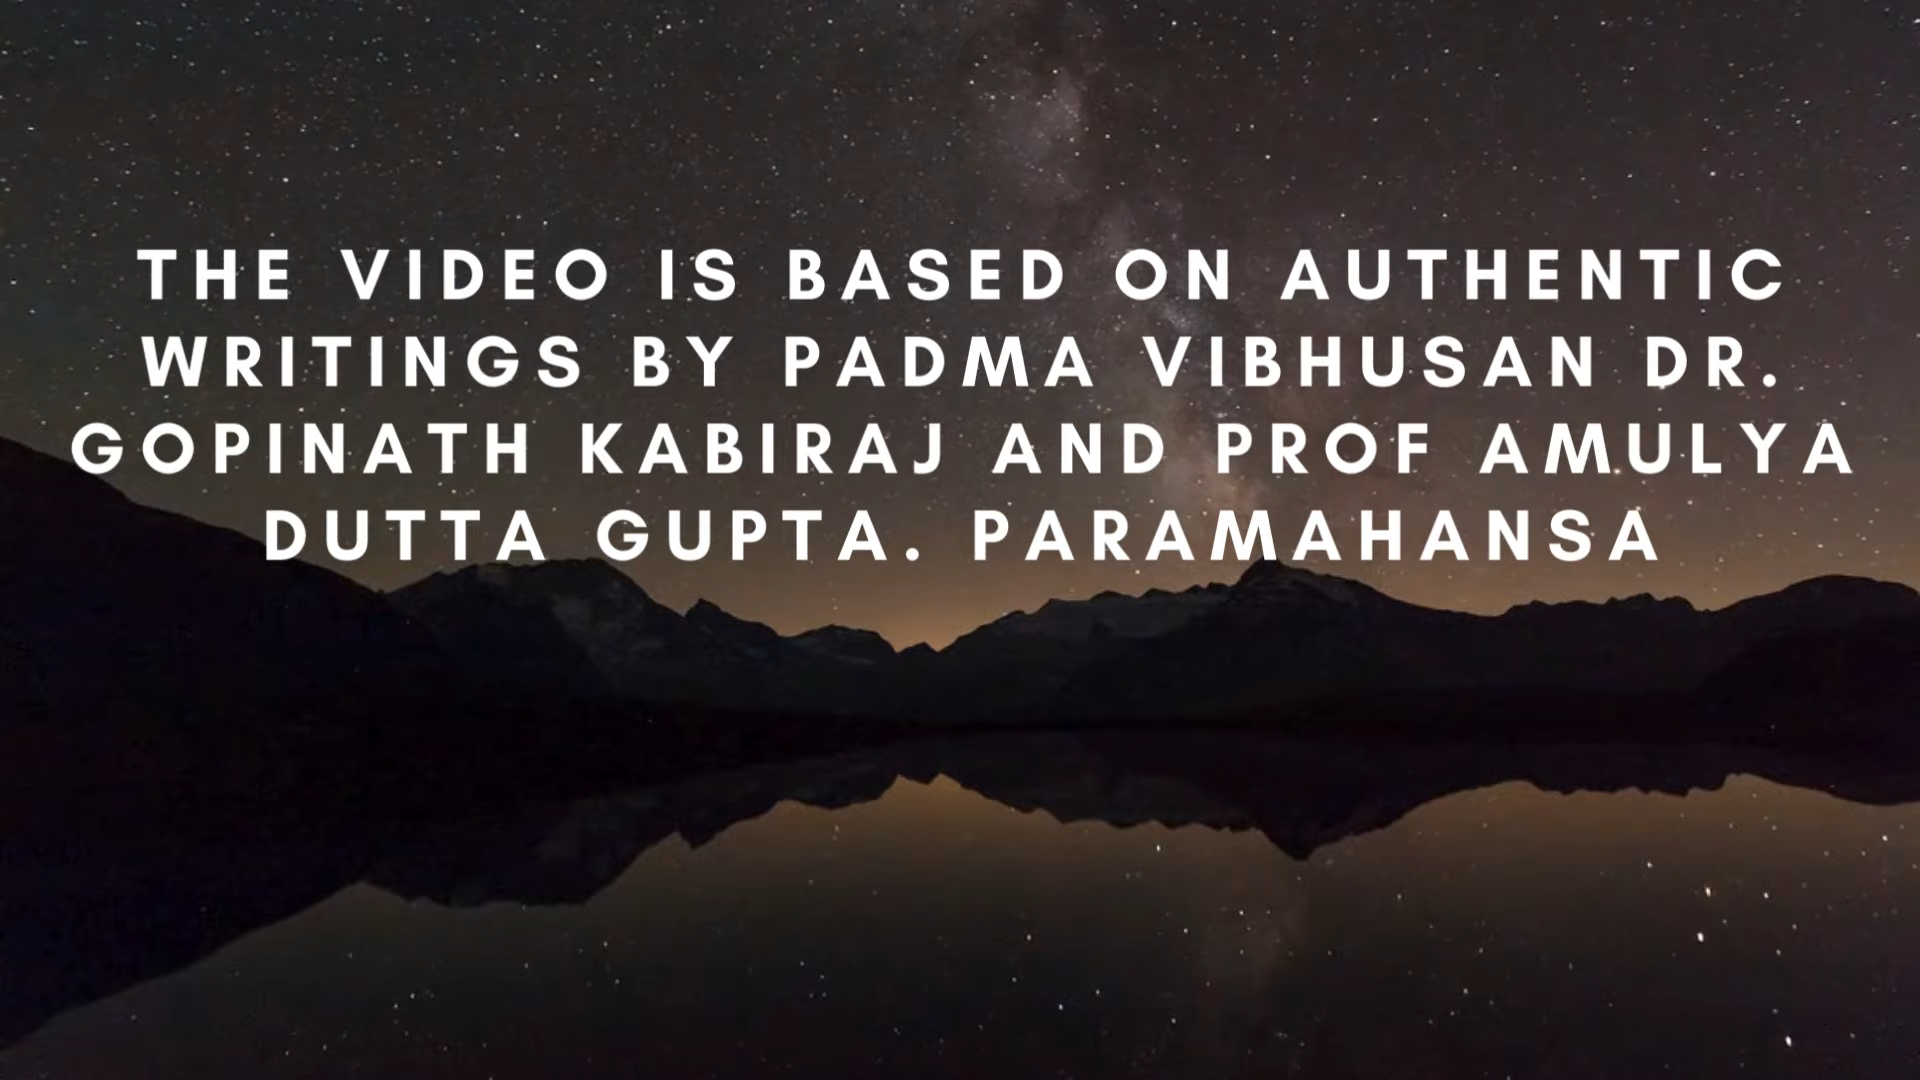 THE VIDEO IS BASED ON AUTHENTIC
WRITINGS BY PADMA VIBHUSAN DR.
GOPINATH KABIRAJ AND PROF AMULYA
DUTTA GUPTA. PARAMAHANSA